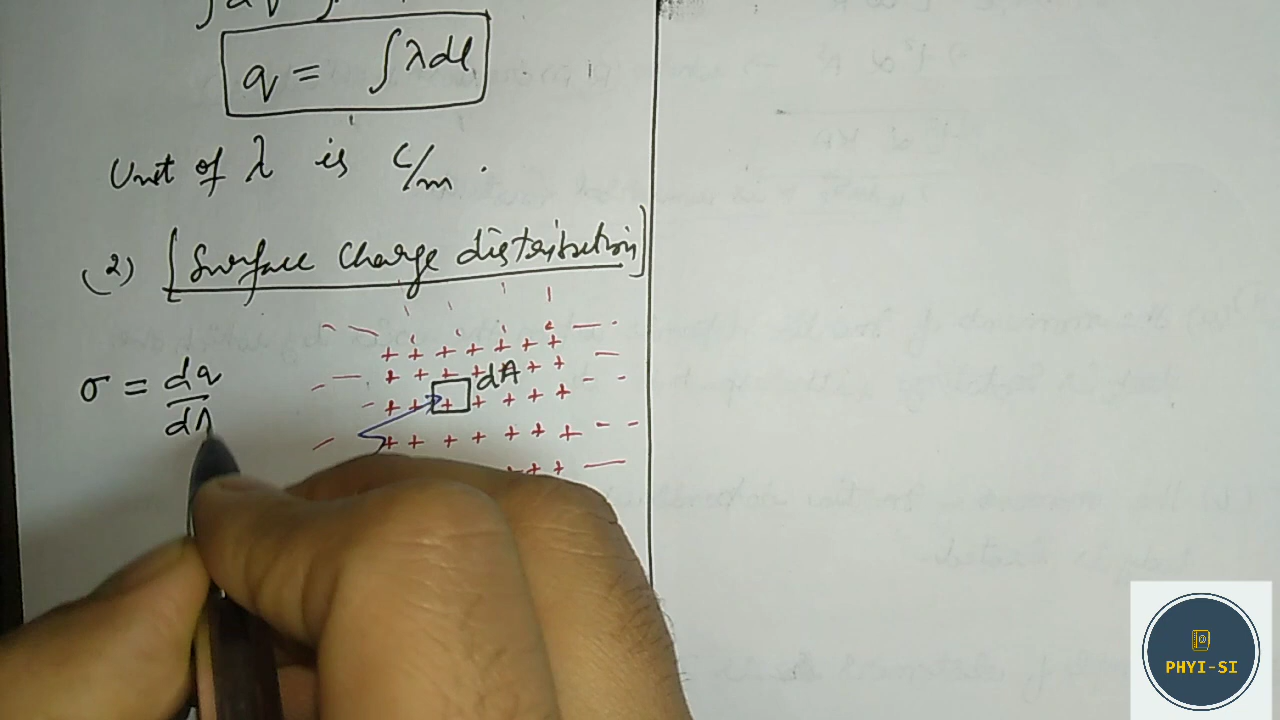 q = ∫λdl
Unit of λ is C/m.
(2) [Surface Charge distribution]
σ = dq/dA
dA
PHYI-SI